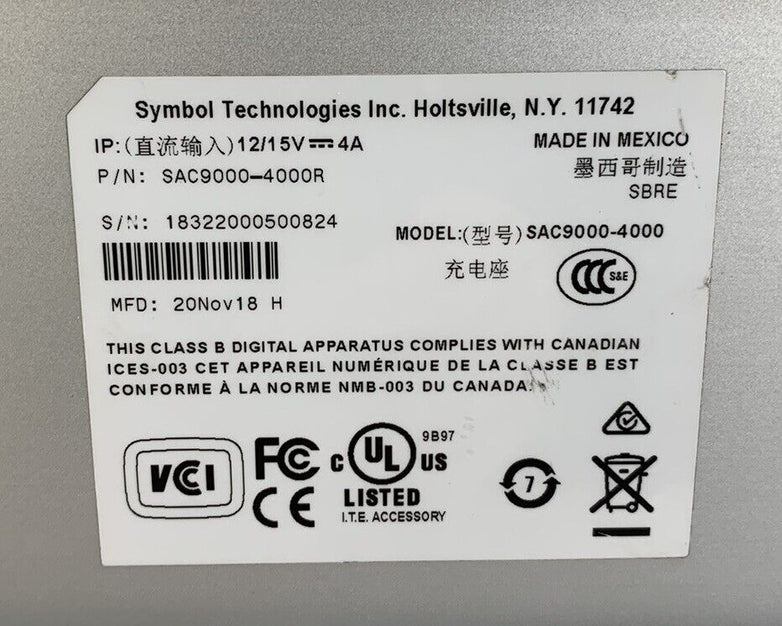 Symbol Technologies Inc. Holtsville, N.Y. 11742
IP:(直流输入)12/15V⎓4A
MADE IN MEXICO
P/N: SAC9000-4000R
墨西哥制造
SBRE
S/N: 18322000500824
MODEL:(型号)SAC9000-4000
充电座
CCC S&E
MFD: 20Nov18 H
THIS CLASS B DIGITAL APPARATUS COMPLIES WITH CANADIAN
ICES-003 CET APPAREIL NUMÉRIQUE DE LA CLASSE B EST
CONFORME À LA NORME NMB-003 DU CANADA.
VCI
FC
CE
C UL US
9B97
LISTED
I.T.E. ACCESSORY
7